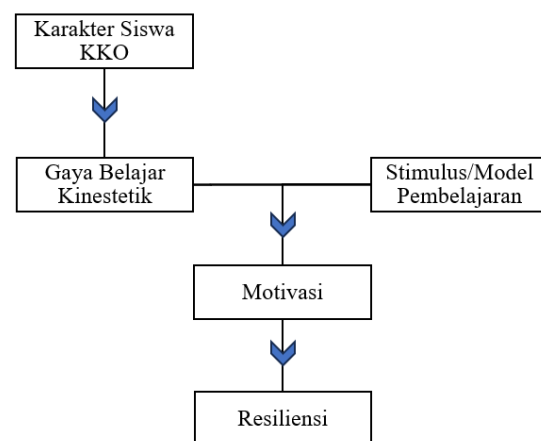 Karakter Siswa
KKO
Gaya Belajar
Kinestetik
Stimulus/Model
Pembelajaran
Motivasi
Resiliensi